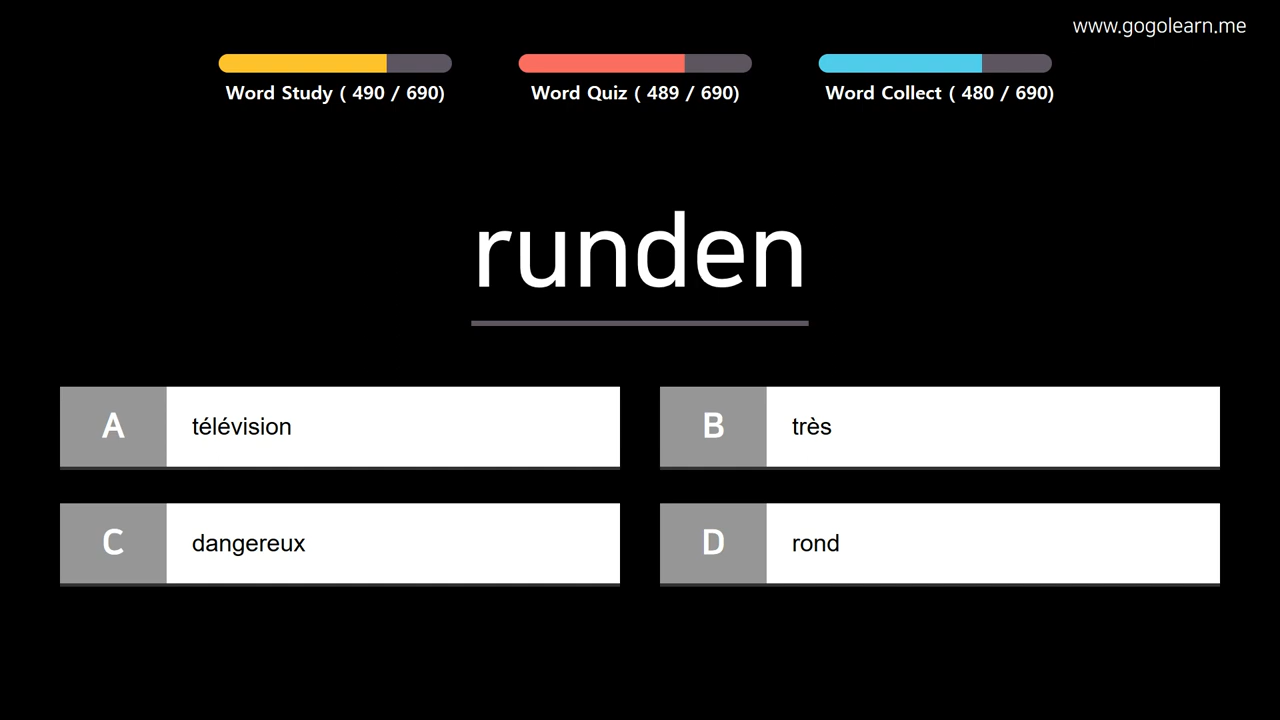 www.gogolearn.me
Word Study ( 490 / 690)
Word Quiz ( 489 / 690)
Word Collect ( 480 / 690)
runden
A télévision
B très
C dangereux
D rond